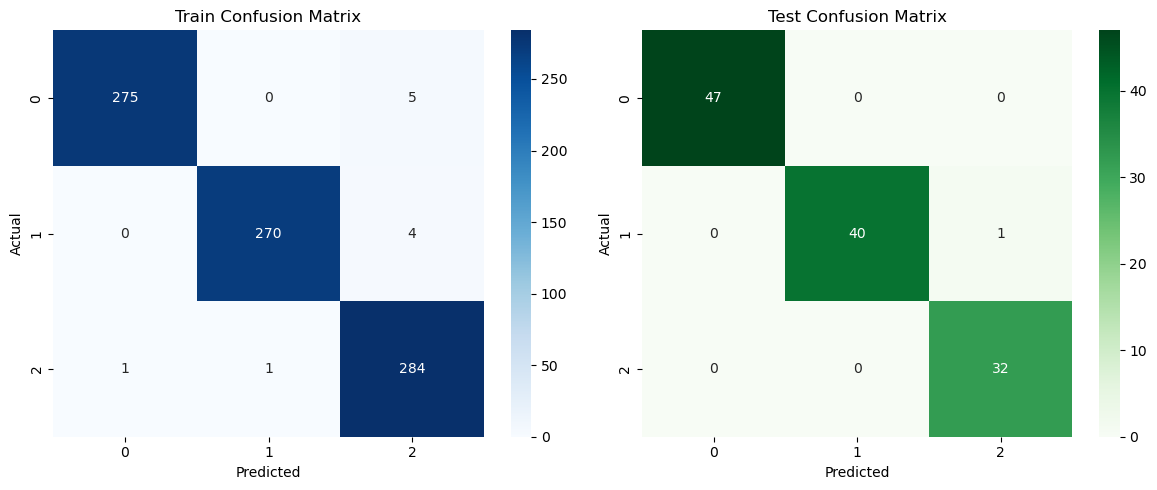 Train Confusion Matrix
Actual
0
1
2
275 0 5
0 270 4
1 1 284
0 1 2
Predicted
250
200
150
100
50
0
Test Confusion Matrix
Actual
0
1
2
47 0 0
0 40 1
0 0 32
0 1 2
Predicted
40
30
20
10
0